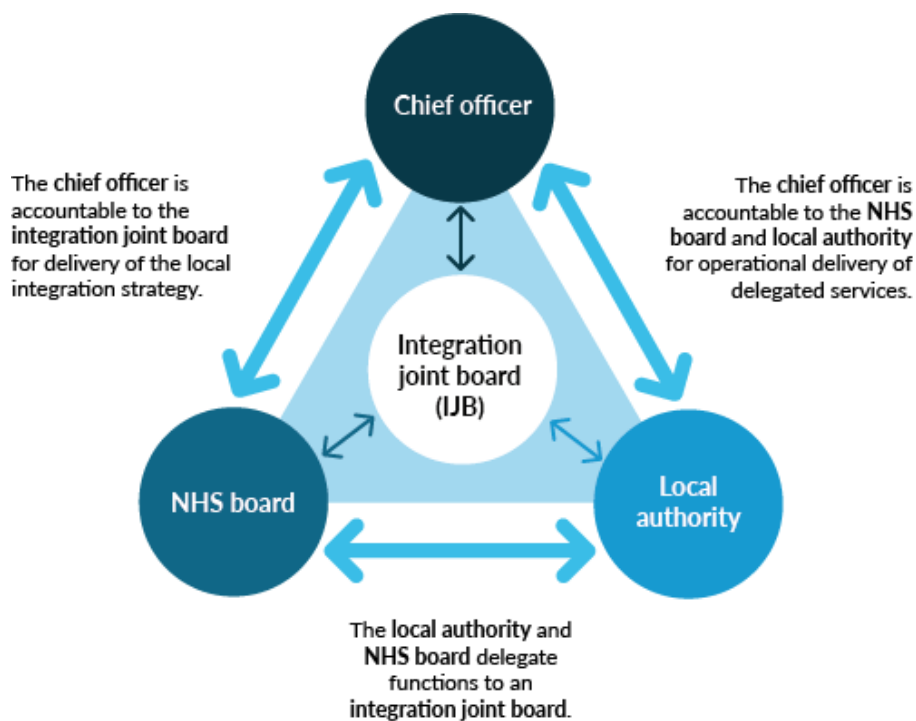 Chief officer
The chief officer is
accountable to the
integration joint board
for delivery of the local
integration strategy.
The chief officer is
accountable to the NHS
board and local authority
for operational delivery of
delegated services.
Integration
joint board
(IJB)
NHS board
Local
authority
The local authority and
NHS board delegate
functions to an
integration joint board.